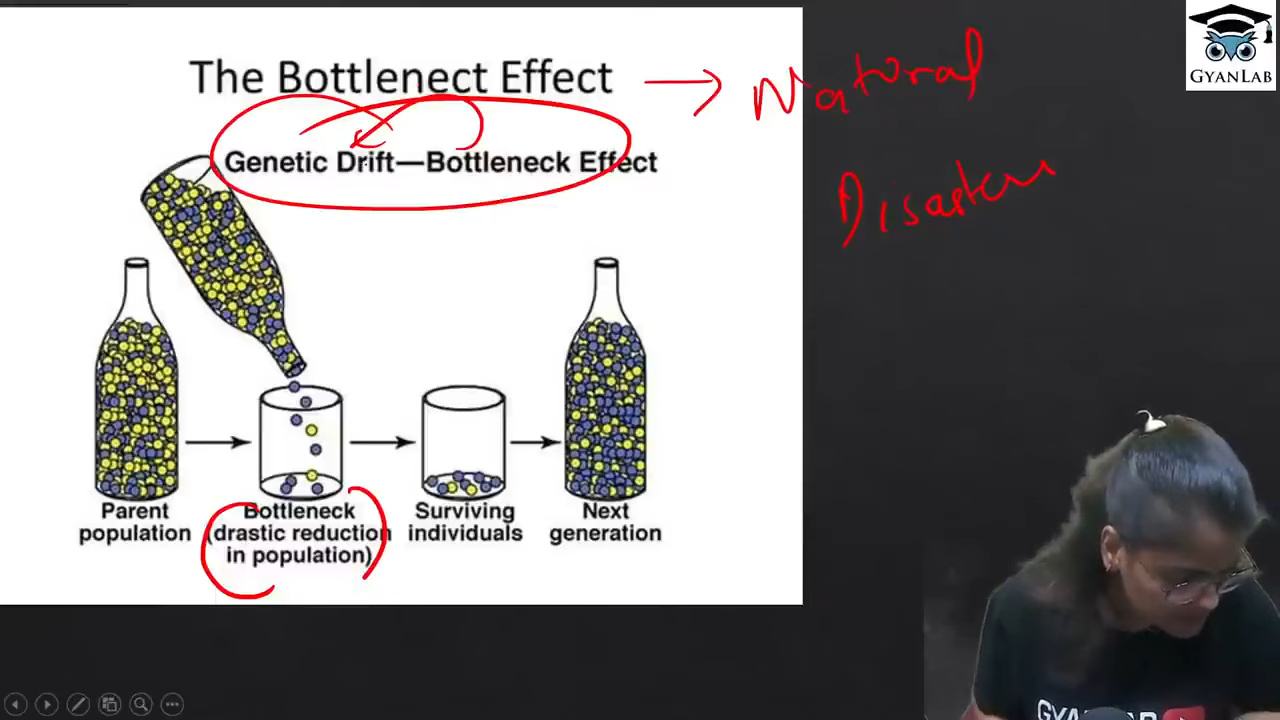 The Bottlenect Effect
Natural
Genetic Drift—Bottleneck Effect
Disaster
Parent
population
Bottleneck
(drastic reduction
in population)
Surviving
individuals
Next
generation
GYANLAB